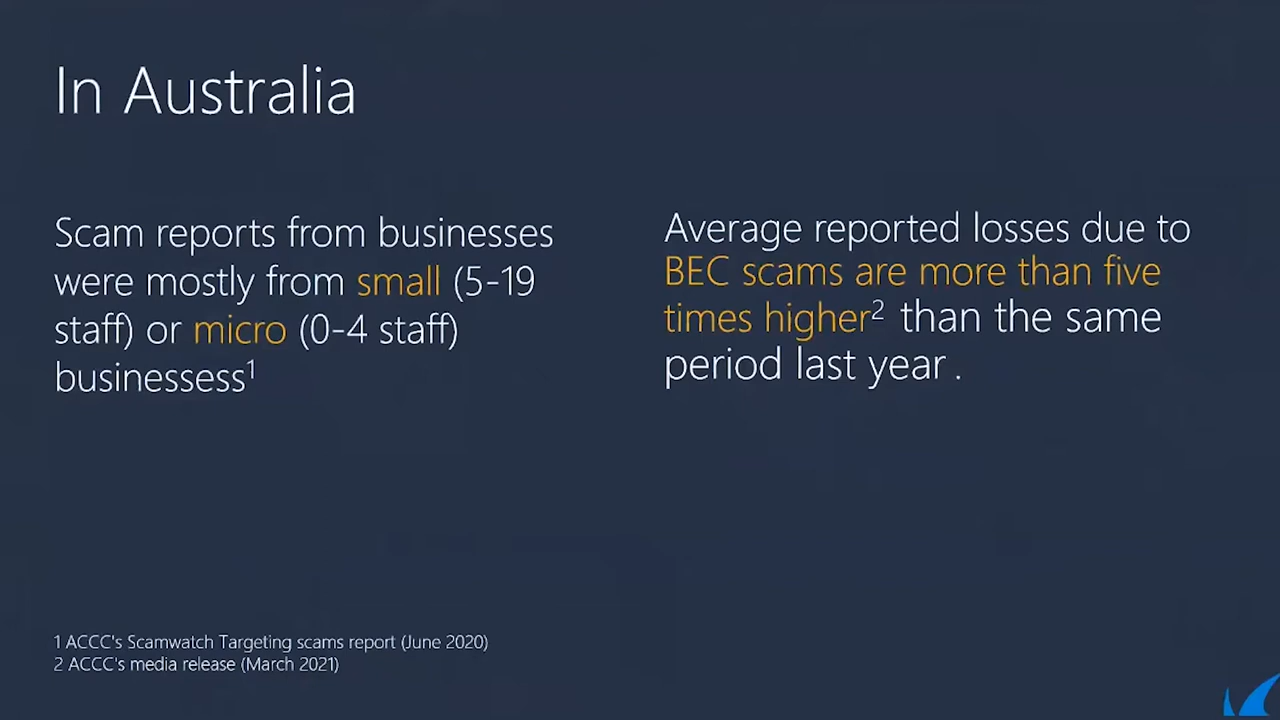 In Australia
Scam reports from businesses
were mostly from small (5-19
staff) or micro (0-4 staff)
businessess¹
Average reported losses due to
BEC scams are more than five
times higher² than the same
period last year .
1 ACCC's Scamwatch Targeting scams report (June 2020)
2 ACCC's media release (March 2021)